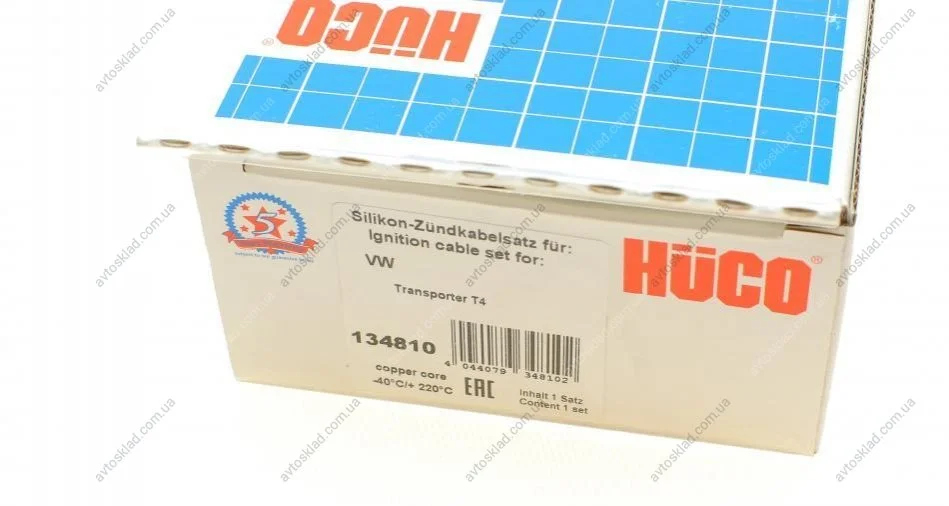 HÜCO
®
5
Silikon-Zündkabelsatz für:
Ignition cable set for:
VW
Transporter T4
134810
4 044079 348102
copper core
-40°C/+ 220°C
EAC
Inhalt 1 Satz
Content 1 set
HÜCO®
avtosklad.com.ua